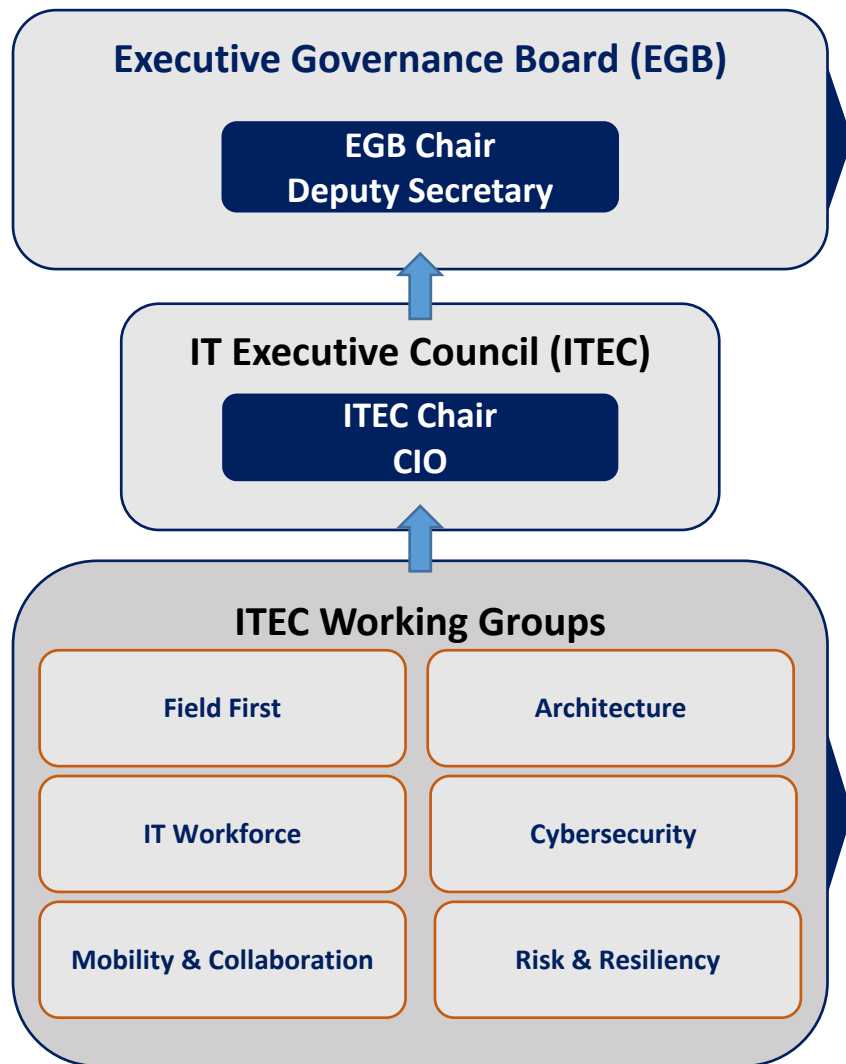 Executive Governance Board (EGB)
EGB Chair
Deputy Secretary
IT Executive Council (ITEC)
ITEC Chair
CIO
ITEC Working Groups
Field First
Architecture
IT Workforce
Cybersecurity
Mobility & Collaboration
Risk & Resiliency